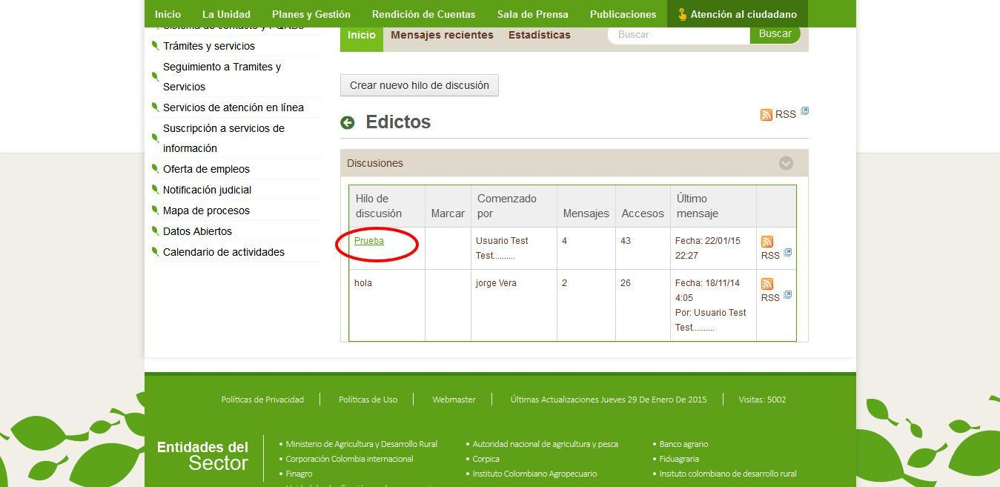 Inicio La Unidad Planes y Gestión Rendición de Cuentas Sala de Prensa Publicaciones Atención al ciudadano
Inicio Mensajes recientes Estadísticas Buscar Buscar
Trámites y servicios
Seguimiento a Tramites y
Servicios
Servicios de atención en línea
Suscripción a servicios de
información
Oferta de empleos
Notificación judicial
Mapa de procesos
Datos Abiertos
Calendario de actividades
Crear nuevo hilo de discusión
Edictos
RSS
Discusiones
Hilo de
discusión
Marcar
Comenzado
por
Mensajes
Accesos
Último
mensaje
Prueba
Usuario Test
Test..........
4
43
Fecha: 22/01/15
22:27
RSS
hola
jorge Vera
2
26
Fecha: 18/11/14
4:05
Por: Usuario Test
Test..........
RSS
Políticas de Privacidad Políticas de Uso Webmaster Últimas Actualizaciones Jueves 29 De Enero De 2015 Visitas: 5002
Entidades del
Sector
• Ministerio de Agricultura y Desarrollo Rural
• Corporación Colombia internacional
• Finagro
• Autoridad nacional de agricultura y pesca
• Corpica
• Instituto Colombiano Agropecuario
• Banco agrario
• Fiduagraria
• Insituto colombiano de desarrollo rural